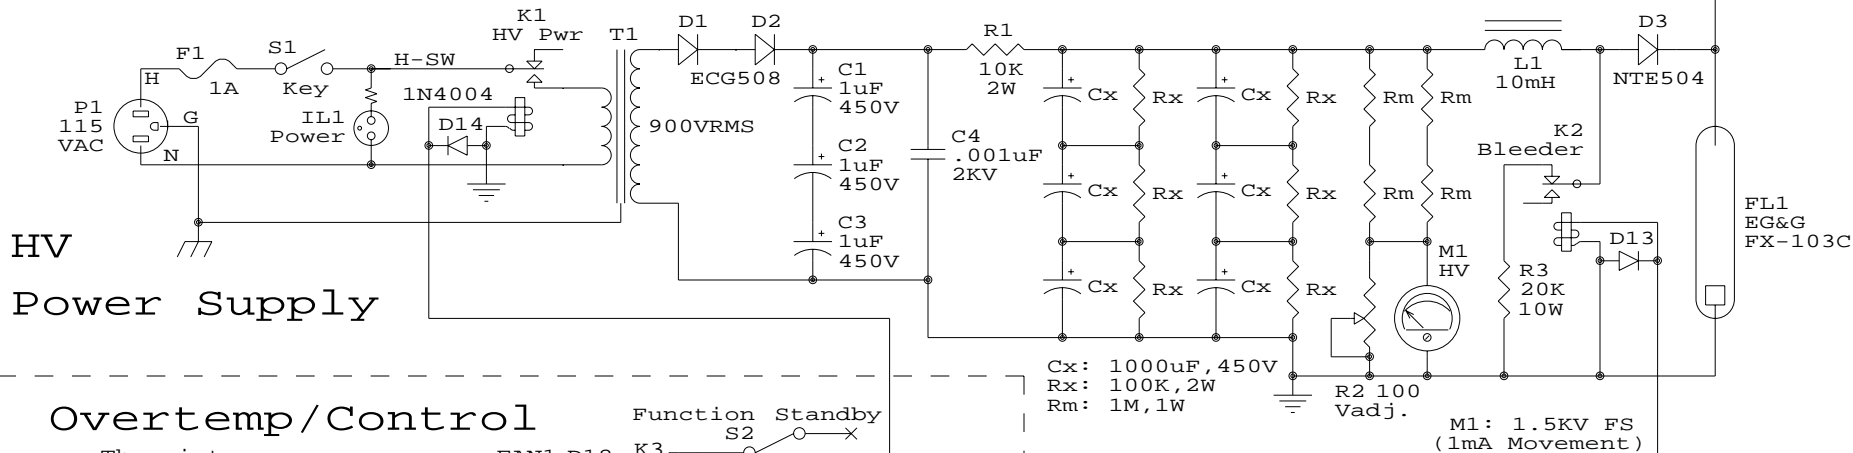 K1
HV Pwr
T1
D1
D2
R1
D3
F1
S1
H-SW
H
1A
Key
ECG508
10K
2W
L1
10mH
NTE504
1N4004
C1
1uF
450V
Cx
Rx
Cx
Rx
Rm
Rm
P1
115
VAC
G
N
IL1
Power
D14
900VRMS
C2
1uF
450V
C4
.001uF
2KV
K2
Bleeder
Cx
Rx
Cx
Rx
Rm
Rm
FL1
EG&G
FX-103C
C3
1uF
450V
M1
HV
D13
Cx
Rx
Cx
Rx
R3
20K
10W
HV
Power Supply
Cx: 1000uF,450V
Rx: 100K,2W
Rm: 1M,1W
R2 100
Vadj.
M1: 1.5KV FS
(1mA Movement)
Overtemp/Control
Function
Standby
S2
K3